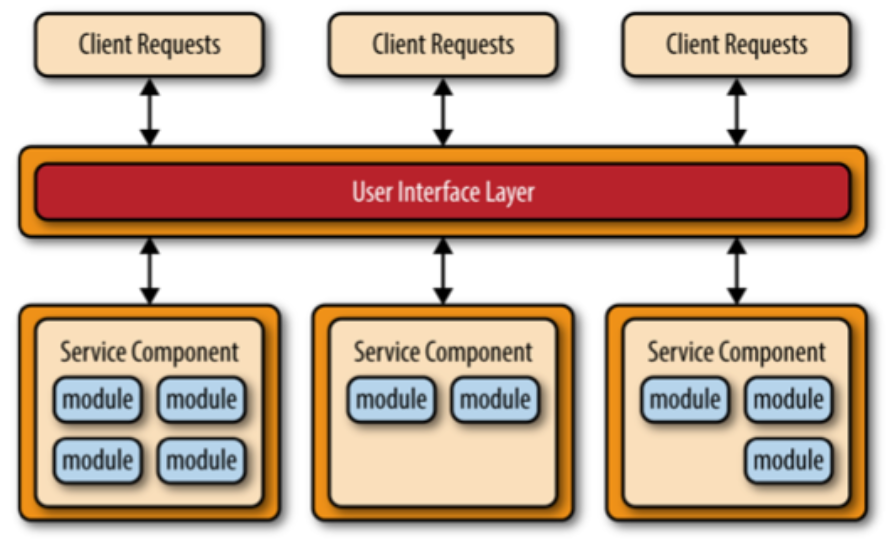 Client Requests
Client Requests
Client Requests
User Interface Layer
Service Component
module module
module module
Service Component
module module
Service Component
module module
module